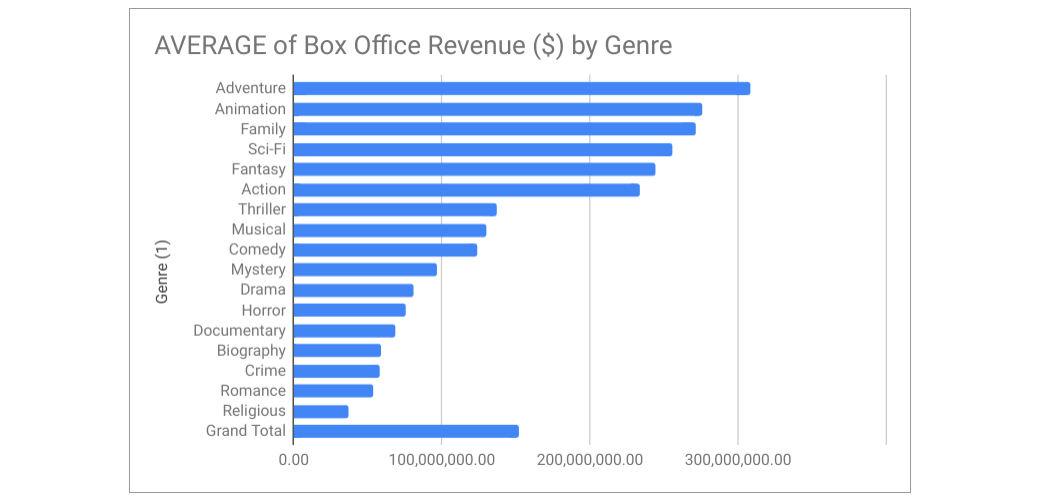 AVERAGE of Box Office Revenue ($) by Genre
Genre (1)
Adventure
Animation
Family
Sci-Fi
Fantasy
Action
Thriller
Musical
Comedy
Mystery
Drama
Horror
Documentary
Biography
Crime
Romance
Religious
Grand Total
0.00 100,000,000.00 200,000,000.00 300,000,000.00